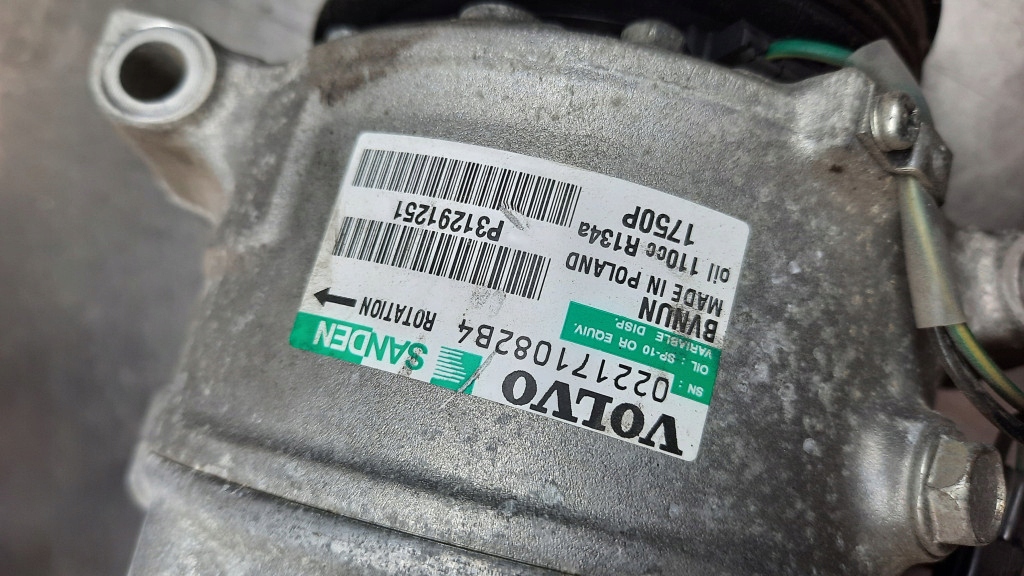 VOLVO
SANDEN
SN : 022171082B4
OIL : SP-10 OR EQUIV.
VARIABLE DISP.
ROTATION
BVNUN
MADE IN POLAND
oil 110cc R134a
P31291251
1750P